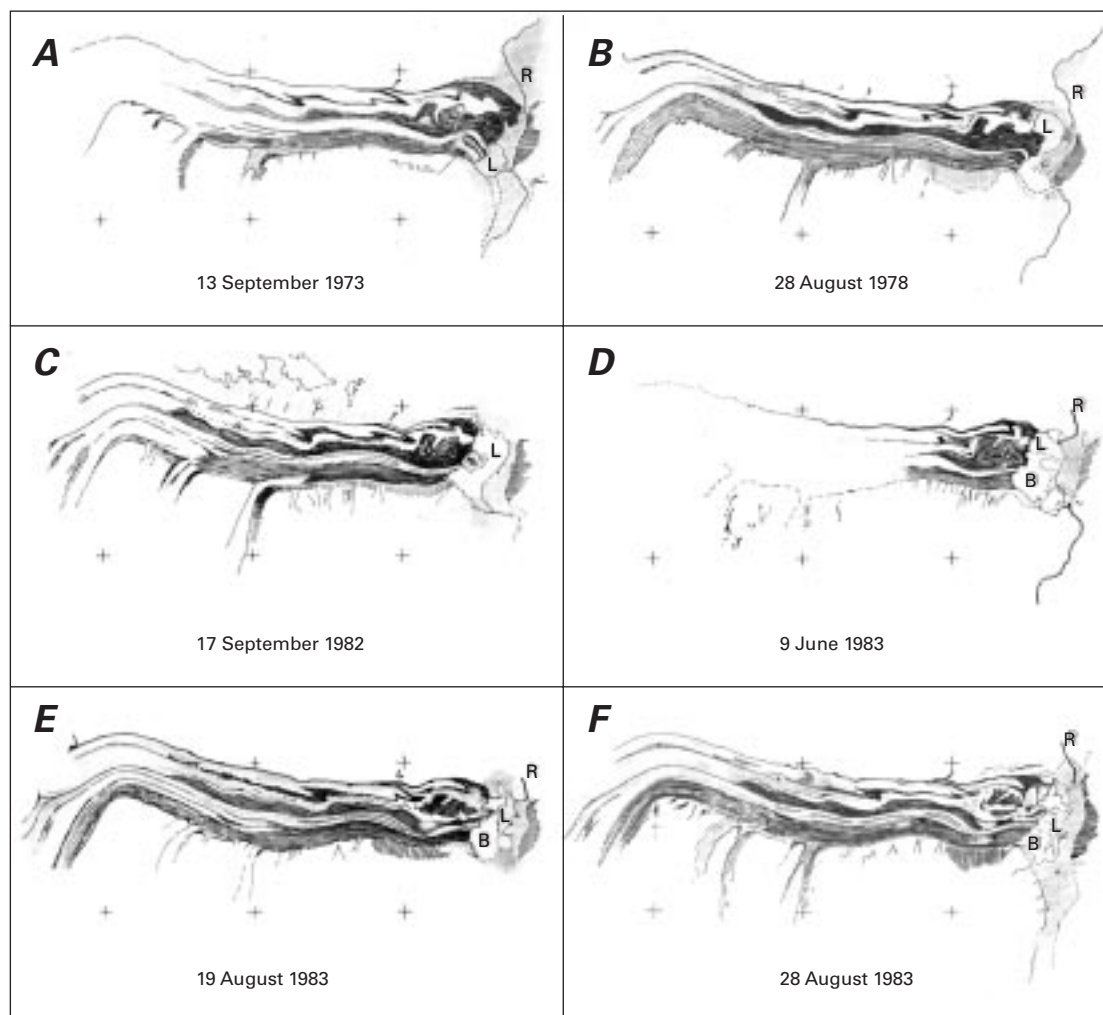 A
R
L
13 September 1973
B
R
L
28 August 1978
C
L
17 September 1982
D
R
L
B
9 June 1983
E
R
L
B
19 August 1983
F
R
L
B
28 August 1983